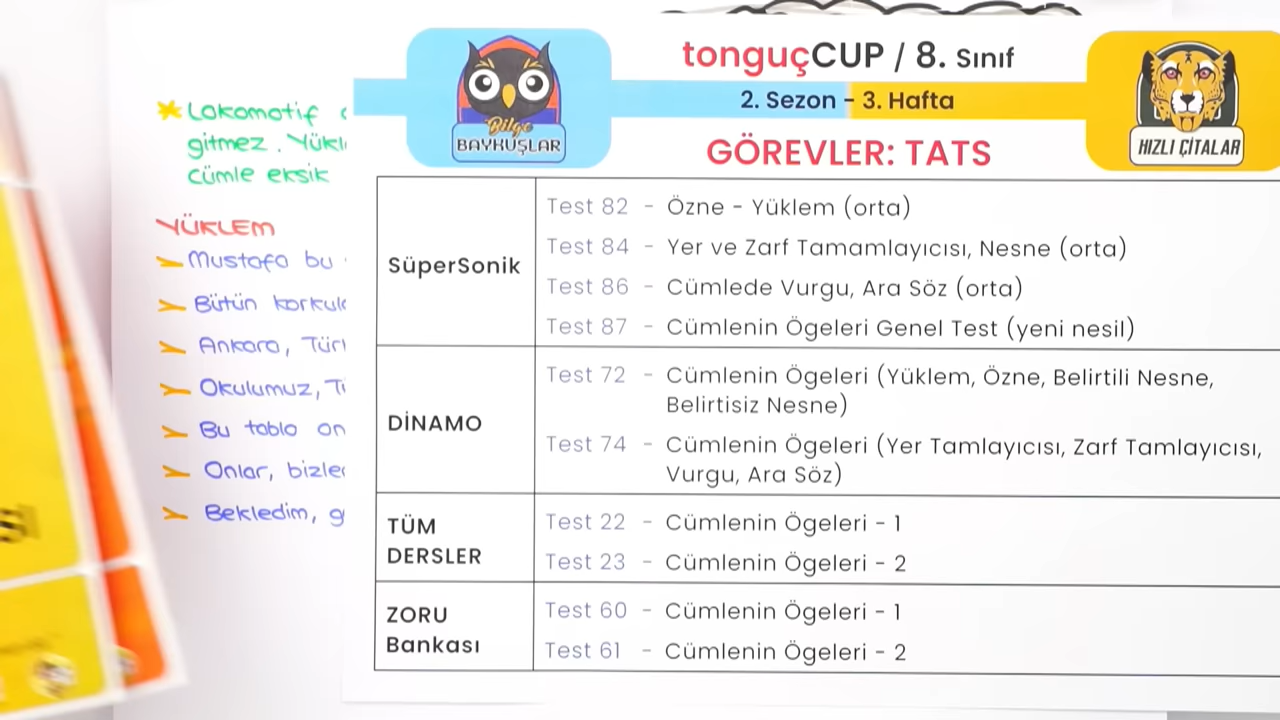 tonguçCUP / 8. Sınıf
2. Sezon - 3. Hafta
GÖREVLER: TATS
Bilge
BAYKUŞLAR
HIZLI ÇİTALAR
SüperSonik
Test 82 - Özne - Yüklem (orta)
Test 84 - Yer ve Zarf Tamamlayıcısı, Nesne (orta)
Test 86 - Cümlede Vurgu, Ara Söz (orta)
Test 87 - Cümlenin Ögeleri Genel Test (yeni nesil)
DİNAMO
Test 72 - Cümlenin Ögeleri (Yüklem, Özne, Belirtili Nesne,
Belirtisiz Nesne)
Test 74 - Cümlenin Ögeleri (Yer Tamlayıcısı, Zarf Tamlayıcısı,
Vurgu, Ara Söz)
TÜM
DERSLER
Test 22 - Cümlenin Ögeleri - 1
Test 23 - Cümlenin Ögeleri - 2
ZORU
Bankası
Test 60 - Cümlenin Ögeleri - 1
Test 61 - Cümlenin Ögeleri - 2
Lokomotif
gitmez.
cümle eksik
YÜKLEM
Mustafa bu
Bütün
Ankara,
Okulumuz,
Bu tablo
Onlar,
Bekledim,